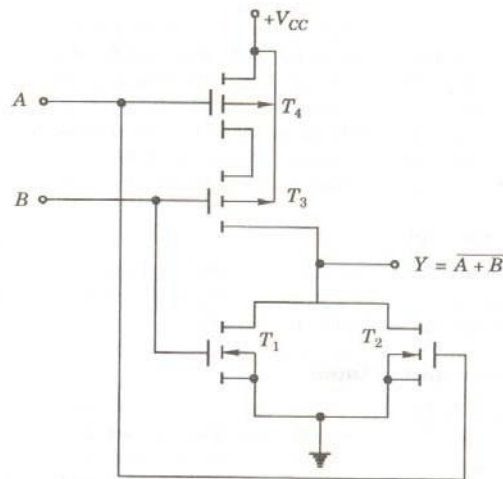 +V_CC
A
T_4
B
T_3
Y = \overline{A + B}
T_1
T_2